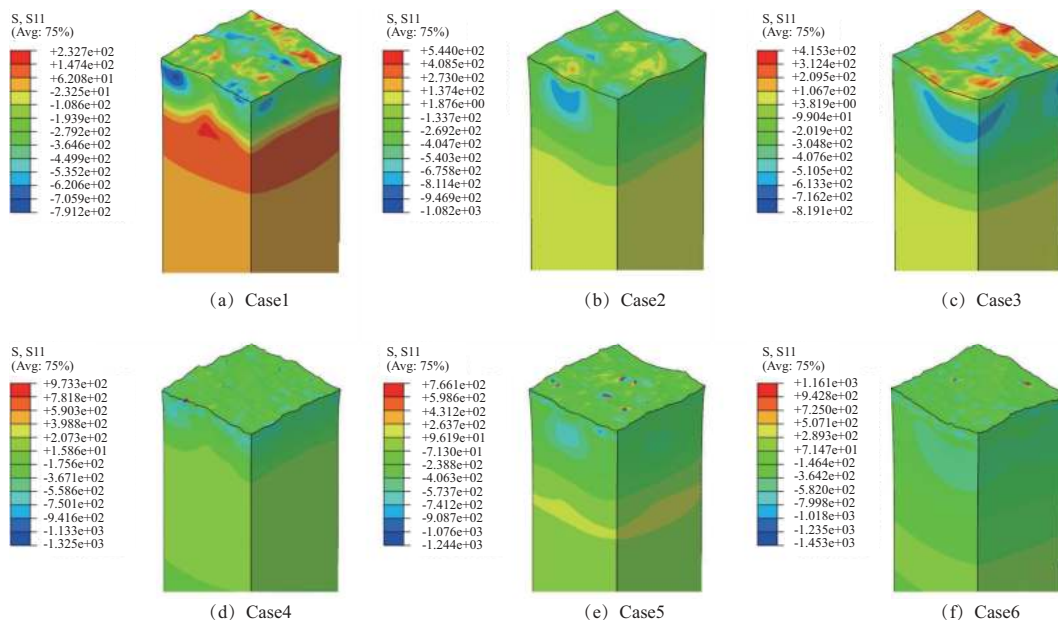 S, S11
(Avg: 75%)
+2.327e+02
+1.474e+02
+6.208e+01
-2.325e+01
-1.086e+02
-1.939e+02
-2.792e+02
-3.646e+02
-4.499e+02
-5.352e+02
-6.206e+02
-7.059e+02
-7.912e+02
(a) Case1
S, S11
(Avg: 75%)
+5.440e+02
+4.085e+02
+2.730e+02
+1.374e+02
+1.876e+00
-1.337e+02
-2.692e+02
-4.047e+02
-5.403e+02
-6.758e+02
-8.114e+02
-9.469e+02
-1.082e+03
(b) Case2
S, S11
(Avg: 75%)
+4.153e+02
+3.124e+02
+2.095e+02
+1.067e+02
+3.819e+00
-9.904e+01
-2.019e+02
-3.048e+02
-4.076e+02
-5.105e+02
-6.133e+02
-7.162e+02
-8.191e+02
(c) Case3
S, S11
(Avg: 75%)
+9.733e+02
+7.818e+02
+5.903e+02
+3.988e+02
+2.073e+02
+1.586e+01
-1.756e+02
-3.671e+02
-5.586e+02
-7.501e+02
-9.416e+02
-1.133e+03
-1.325e+03
(d) Case4
S, S11
(Avg: 75%)
+7.661e+02
+5.986e+02
+4.312e+02
+2.637e+02
+9.619e+01
-7.130e+01
-2.388e+02
-4.063e+02
-5.737e+02
-7.412e+02
-9.087e+02
-1.076e+03
-1.244e+03
(e) Case5
S, S11
(Avg: 75%)
+1.161e+03
+9.428e+02
+7.250e+02
+5.071e+02
+2.893e+02
+7.147e+01
-1.464e+02
-3.642e+02
-5.820e+02
-7.998e+02
-1.018e+03
-1.235e+03
-1.453e+03
(f) Case6